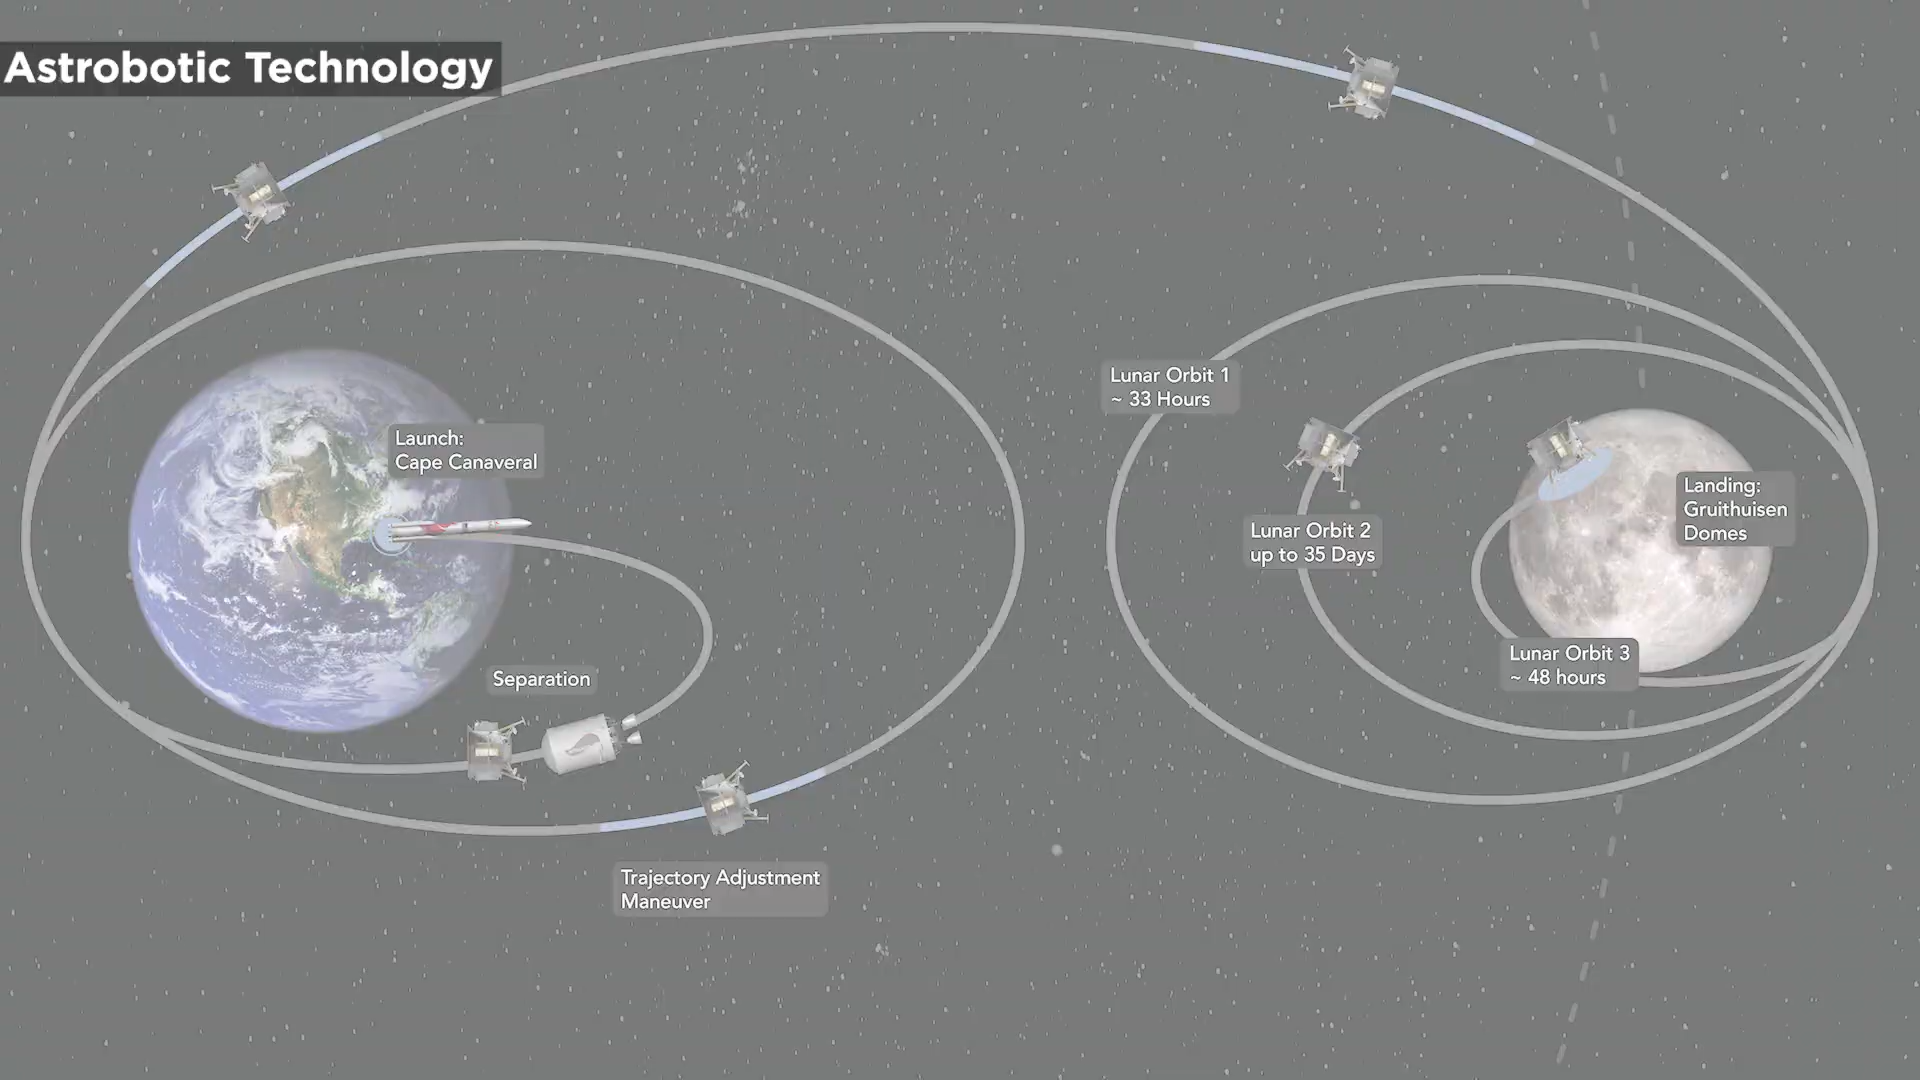 Astrobotic Technology
Launch:
Cape Canaveral
Separation
Trajectory Adjustment
Maneuver
Lunar Orbit 1
~ 33 Hours
Lunar Orbit 2
up to 35 Days
Lunar Orbit 3
~ 48 hours
Landing:
Gruithuisen
Domes